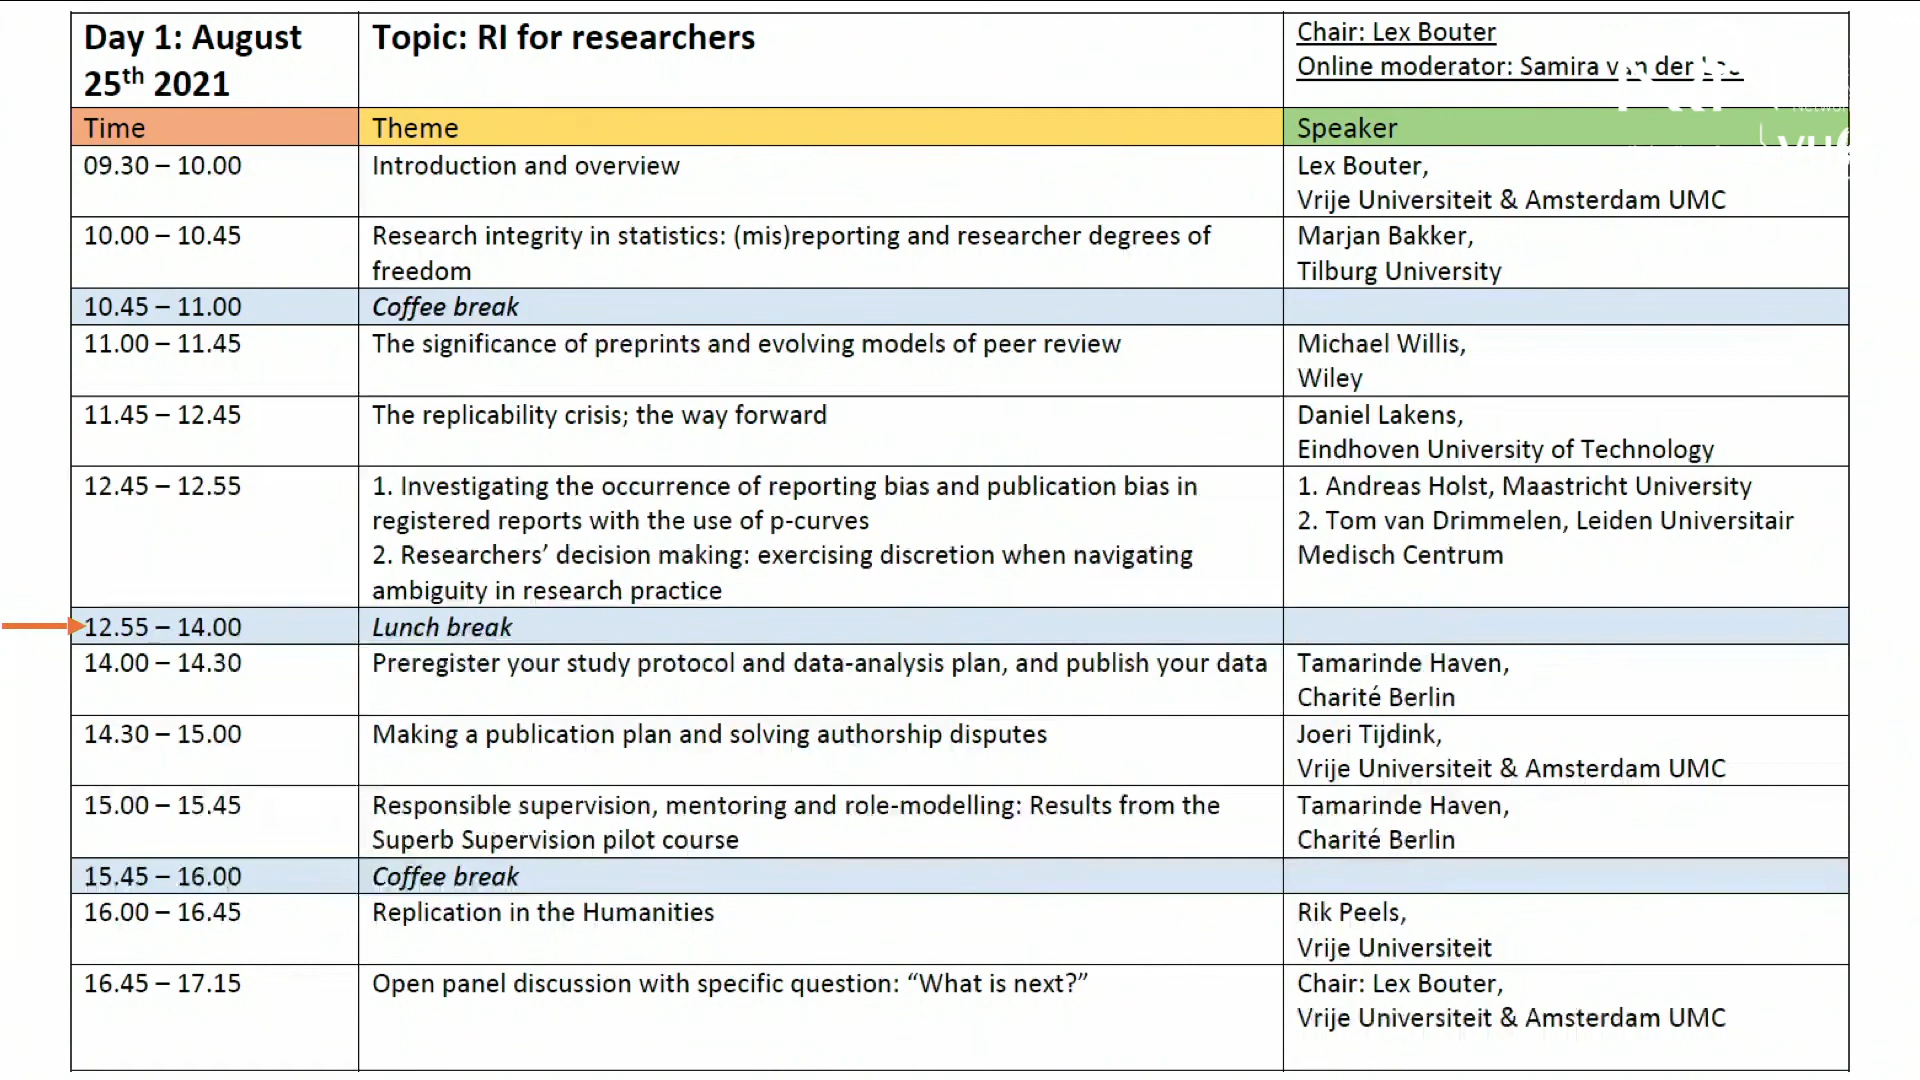 Day 1: August
25th 2021
Topic: RI for researchers
Chair: Lex Bouter
Online moderator: Samira van der
Time
Theme
Speaker
09.30 – 10.00
Introduction and overview
Lex Bouter,
Vrije Universiteit & Amsterdam UMC
10.00 – 10.45
Research integrity in statistics: (mis)reporting and researcher degrees of
freedom
Marjan Bakker,
Tilburg University
10.45 – 11.00
Coffee break
11.00 – 11.45
The significance of preprints and evolving models of peer review
Michael Willis,
Wiley
11.45 – 12.45
The replicability crisis; the way forward
Daniel Lakens,
Eindhoven University of Technology
12.45 – 12.55
1. Investigating the occurrence of reporting bias and publication bias in
registered reports with the use of p-curves
2. Researchers’ decision making: exercising discretion when navigating
ambiguity in research practice
1. Andreas Holst, Maastricht University
2. Tom van Drimmelen, Leiden Universitair
Medisch Centrum
12.55 – 14.00
Lunch break
14.00 – 14.30
Preregister your study protocol and data-analysis plan, and publish your data
Tamarinde Haven,
Charité Berlin
14.30 – 15.00
Making a publication plan and solving authorship disputes
Joeri Tijdink,
Vrije Universiteit & Amsterdam UMC
15.00 – 15.45
Responsible supervision, mentoring and role-modelling: Results from the
Superb Supervision pilot course
Tamarinde Haven,
Charité Berlin
15.45 – 16.00
Coffee break
16.00 – 16.45
Replication in the Humanities
Rik Peels,
Vrije Universiteit
16.45 – 17.15
Open panel discussion with specific question: “What is next?”
Chair: Lex Bouter,
Vrije Universiteit & Amsterdam UMC